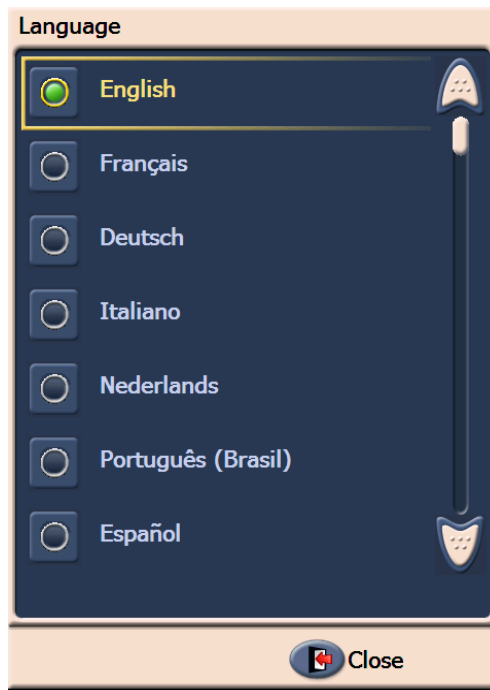 Language
English
Français
Deutsch
Italiano
Nederlands
Português (Brasil)
Español
Close